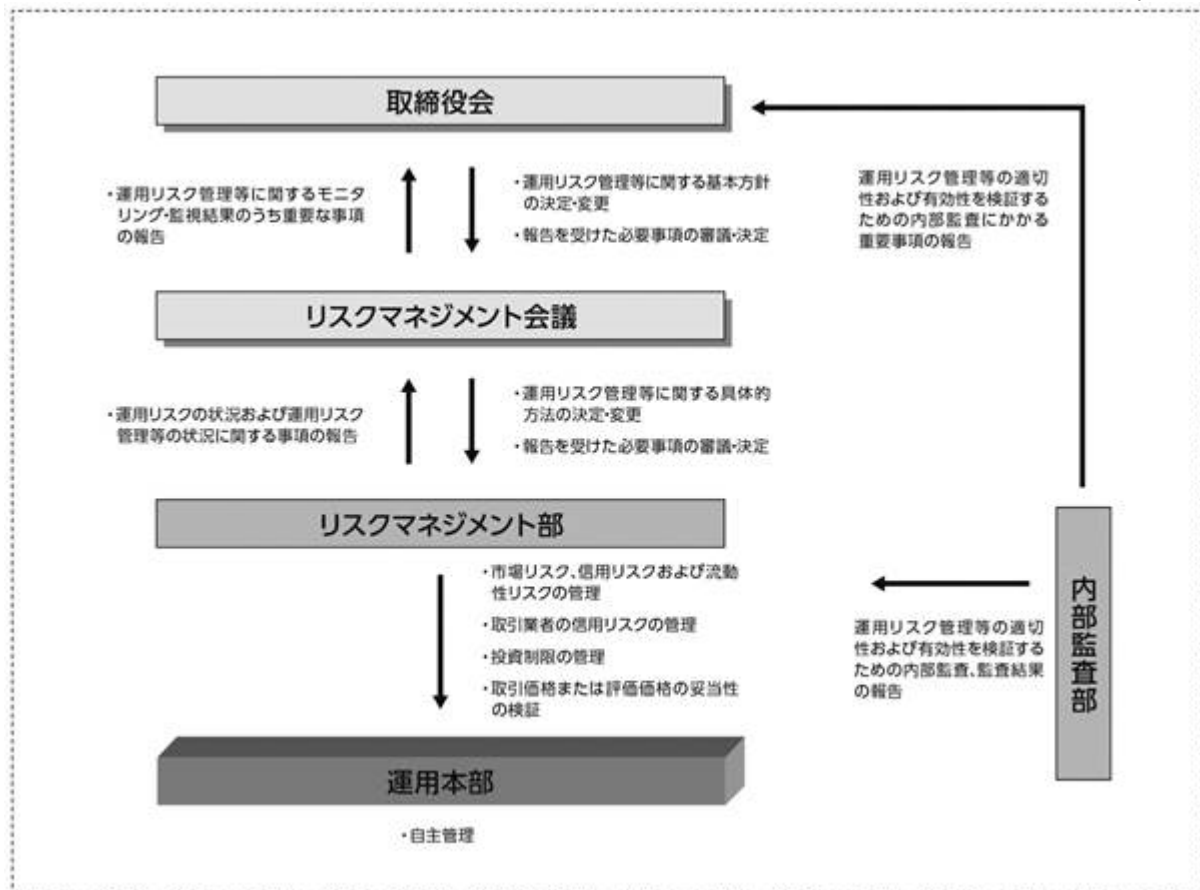 取締役会
・運用リスク管理等に関するモニタ
リング・監視結果のうち重要な事項
の報告
・運用リスク管理等に関する基本方針
の決定・変更
・報告を受けた必要事項の審議・決定
運用リスク管理等の適切
性および有効性を検証する
ための内部監査にかかる
重要事項の報告
リスクマネジメント会議
・運用リスクの状況および運用リスク
管理等の状況に関する事項の報告
・運用リスク管理等に関する具体的
方法の決定・変更
・報告を受けた必要事項の審議・決定
リスクマネジメント部
・市場リスク、信用リスクおよび流動
性リスクの管理
・取引業者の信用リスクの管理
・投資制限の管理
・取引価格または評価価格の妥当性
の検証
運用リスク管理等の適切
性および有効性を検証する
ための内部監査、監査結果
の報告
内部監査部
運用本部
・自主管理